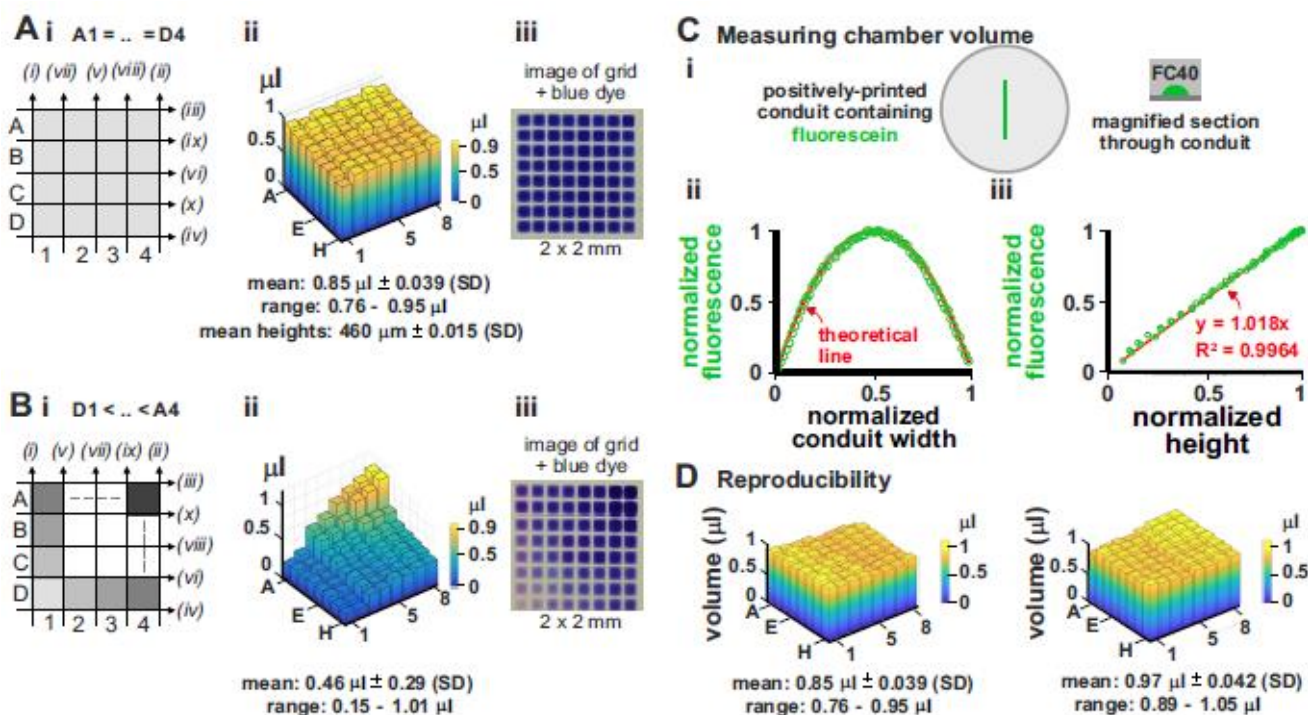 A i A1 = .. = D4
(i) (vii) (v) (viii) (ii)
(iii)
A
(ix)
B
(vi)
C
(x)
D
(iv)
1 2 3 4
ii
µl
1
0.5
0
A
E
H
1
5
8
µl
0.9
0.5
0
mean: 0.85 µl ± 0.039 (SD)
range: 0.76 - 0.95 µl
mean heights: 460 µm ± 0.015 (SD)
iii
image of grid
+ blue dye
2 x 2 mm
B i D1 < .. < A4
(i) (v) (vii) (ix) (ii)
(iii)
A
(x)
B
(viii)
C
(vi)
D
(iv)
1 2 3 4
ii
µl
1
0.5
0
A
E
H
1
5
8
µl
0.9
0.5
0
mean: 0.46 µl ± 0.29 (SD)
range: 0.15 - 1.01 µl
iii
image of grid
+ blue dye
2 x 2 mm
C Measuring chamber volume
i
positively-printed
conduit containing
fluorescein
FC40
magnified section
through conduit
ii
normalized
fluorescence
1
0.5
0
theoretical
line
0 0.5 1
normalized
conduit width
iii
normalized
fluorescence
1
0.5
0
y = 1.018x
R² = 0.9964
0 0.5 1
normalized
height
D Reproducibility
volume (µl)
1
0.5
0
A
E
H
1
5
8
µl
1
0.5
0
mean: 0.85 µl ± 0.039 (SD)
range: 0.76 - 0.95 µl
volume (µl)
1
0.5
0
A
E
H
1
5
8
µl
1
0.5
0
mean: 0.97 µl ± 0.042 (SD)
range: 0.89 - 1.05 µl